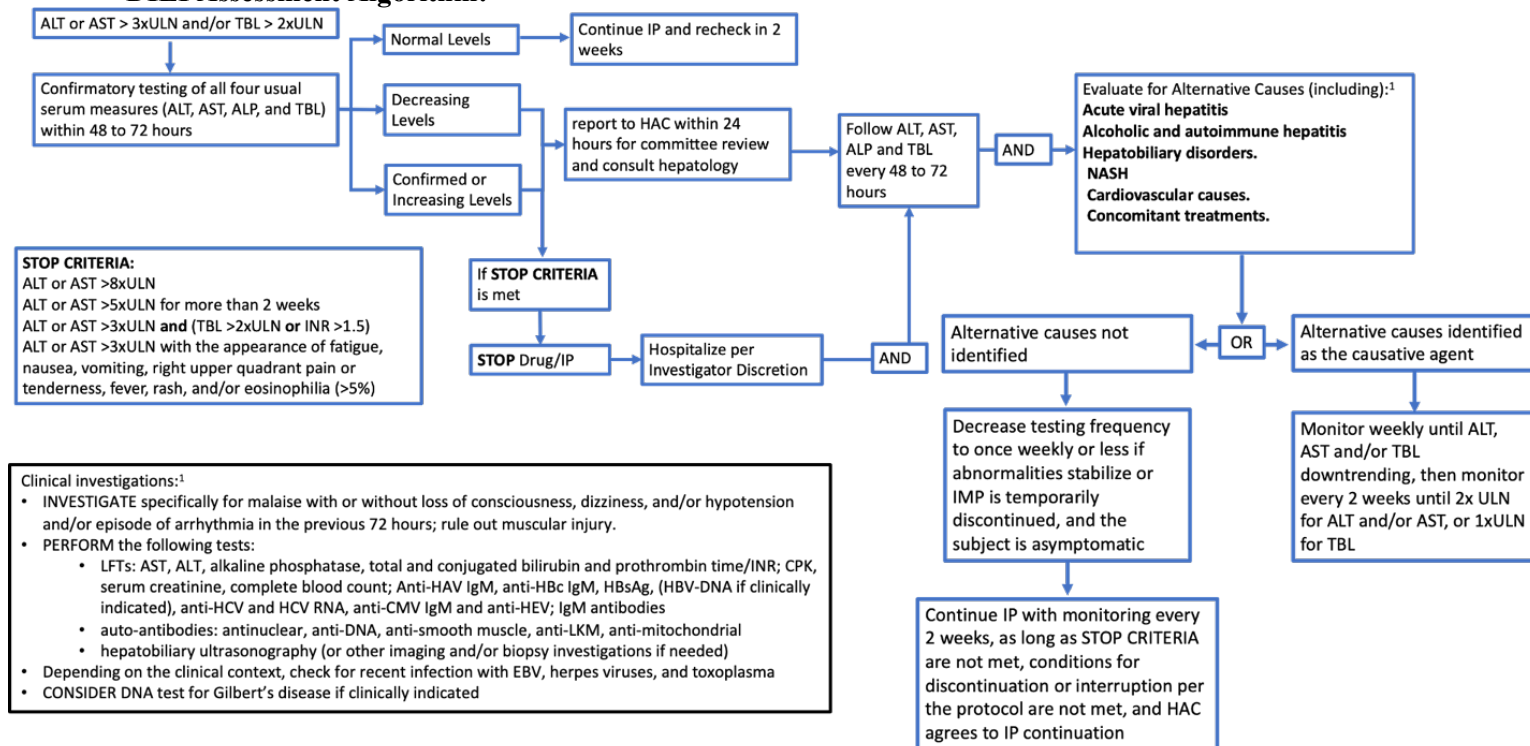 DILI Assessment Algorithm:
ALT or AST > 3xULN and/or TBL > 2xULN
Confirmatory testing of all four usual
serum measures (ALT, AST, ALP, and TBL)
within 48 to 72 hours
Normal Levels
Continue IP and recheck in 2
weeks
Decreasing
Levels
Confirmed or
Increasing Levels
report to HAC within 24
hours for committee review
and consult hepatology
Follow ALT, AST,
ALP and TBL
every 48 to 72
hours
AND
Evaluate for Alternative Causes (including):¹
Acute viral hepatitis
Alcoholic and autoimmune hepatitis
Hepatobiliary disorders.
NASH
Cardiovascular causes.
Concomitant treatments.
STOP CRITERIA:
ALT or AST >8xULN
ALT or AST >5xULN for more than 2 weeks
ALT or AST >3xULN and (TBL >2xULN or INR >1.5)
ALT or AST >3xULN with the appearance of fatigue,
nausea, vomiting, right upper quadrant pain or
tenderness, fever, rash, and/or eosinophilia (>5%)
If STOP CRITERIA
is met
STOP Drug/IP
Hospitalize per
Investigator Discretion
AND
Alternative causes not
identified
OR
Alternative causes identified
as the causative agent
Decrease testing frequency
to once weekly or less if
abnormalities stabilize or
IMP is temporarily
discontinued, and the
subject is asymptomatic
Monitor weekly until ALT,
AST and/or TBL
downtrending, then monitor
every 2 weeks until 2x ULN
for ALT and/or AST, or 1xULN
for TBL
Continue IP with monitoring every
2 weeks, as long as STOP CRITERIA
are not met, conditions for
discontinuation or interruption per
the protocol are not met, and HAC
agrees to IP continuation
Clinical investigations:¹
• INVESTIGATE specifically for malaise with or without loss of consciousness, dizziness, and/or hypotension
and/or episode of arrhythmia in the previous 72 hours; rule out muscular injury.
• PERFORM the following tests:
• LFTs: AST, ALT, alkaline phosphatase, total and conjugated bilirubin and prothrombin time/INR; CPK,
serum creatinine, complete blood count; Anti-HAV IgM, anti-HBc IgM, HBsAg, (HBV-DNA if clinically
indicated), anti-HCV and HCV RNA, anti-CMV IgM and anti-HEV; IgM antibodies
• auto-antibodies: antinuclear, anti-DNA, anti-smooth muscle, anti-LKM, anti-mitochondrial
• hepatobiliary ultrasonography (or other imaging and/or biopsy investigations if needed)
• Depending on the clinical context, check for recent infection with EBV, herpes viruses, and toxoplasma
• CONSIDER DNA test for Gilbert's disease if clinically indicated